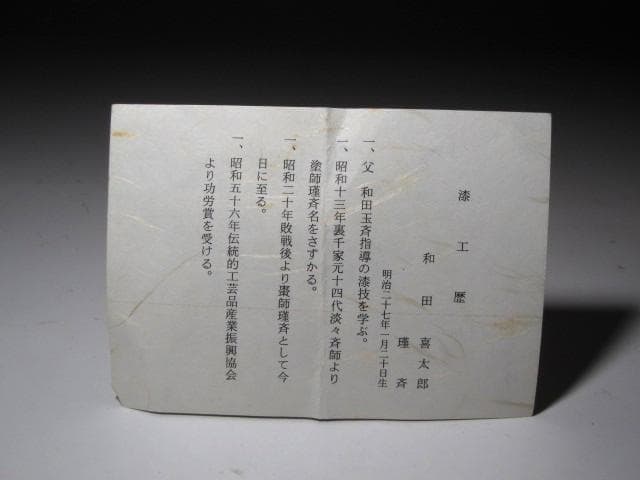 漆工歴
和田喜太郎
瑾斉
明治二十七年一月二十日生
一、父 和田玉斉指導の漆技を学ぶ。
一、昭和十三年裏千家元十四代淡々斉師より
塗師瑾斉名をさずかる。
一、昭和二十年敗戦後より棗師瑾斉として今
日に至る。
一、昭和五十六年伝統的工芸品産業振興協会
より功労賞を受ける。